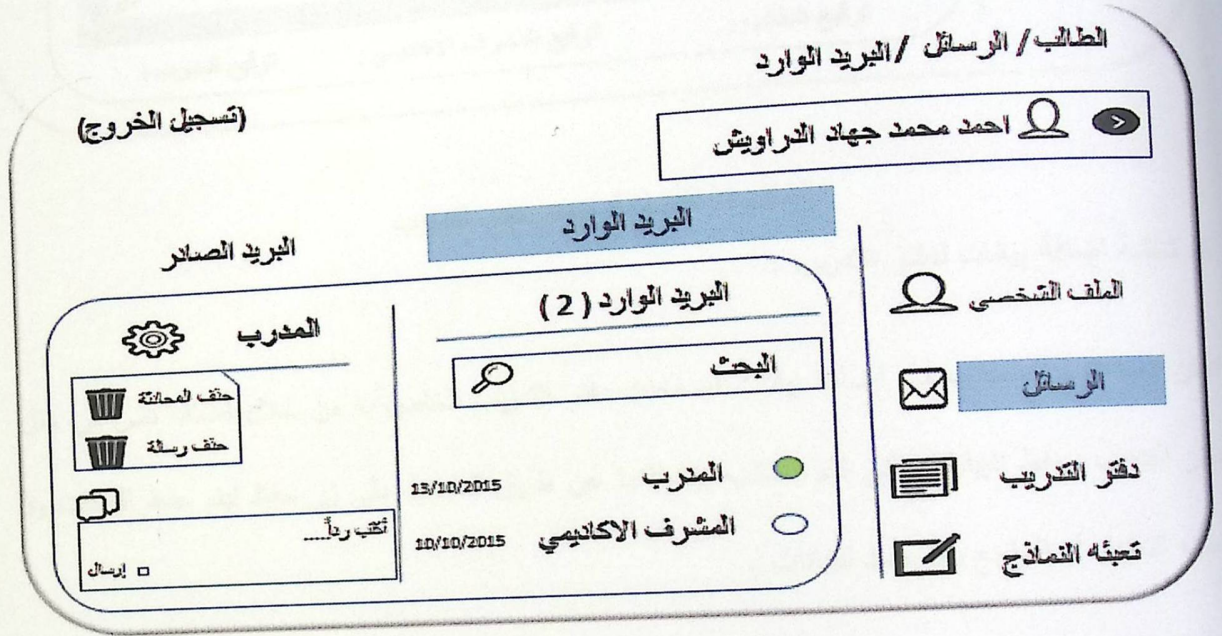 الطالب/ الرسائل /البريد الوارد
احمد محمد جهاد الدراويش
(تسجيل الخروج)
البريد الوارد
البريد الصادر
الملف الشخصي
الرسائل
دفتر التدريب
تعبئه النماذج
البريد الوارد ( 2 )
البحث
المدرب 13/10/2015
المشرف الاكاديمي 10/10/2015
المدرب
حذف المحادثة
حذف رسالة
أكتب رداً....
إرسال